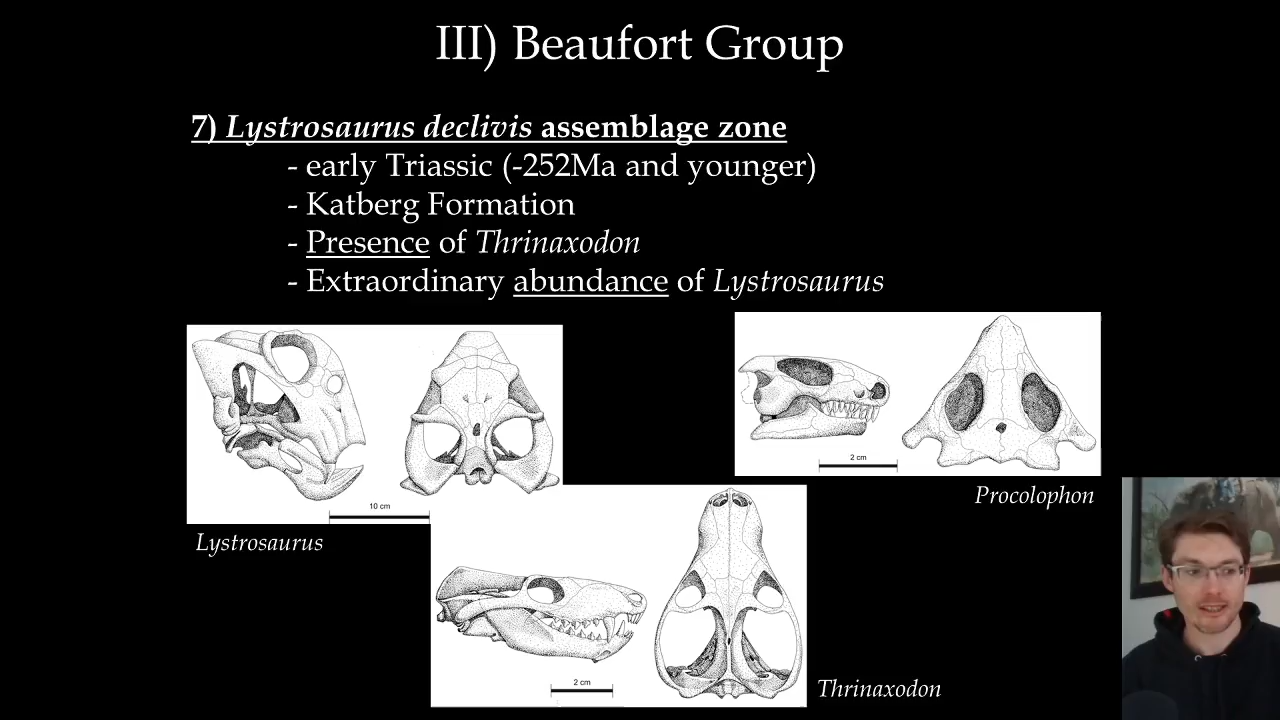 III) Beaufort Group
7) Lystrosaurus declivis assemblage zone
- early Triassic (-252Ma and younger)
- Katberg Formation
- Presence of Thrinaxodon
- Extraordinary abundance of Lystrosaurus
10 cm
Lystrosaurus
2 cm
Procolophon
2 cm
Thrinaxodon